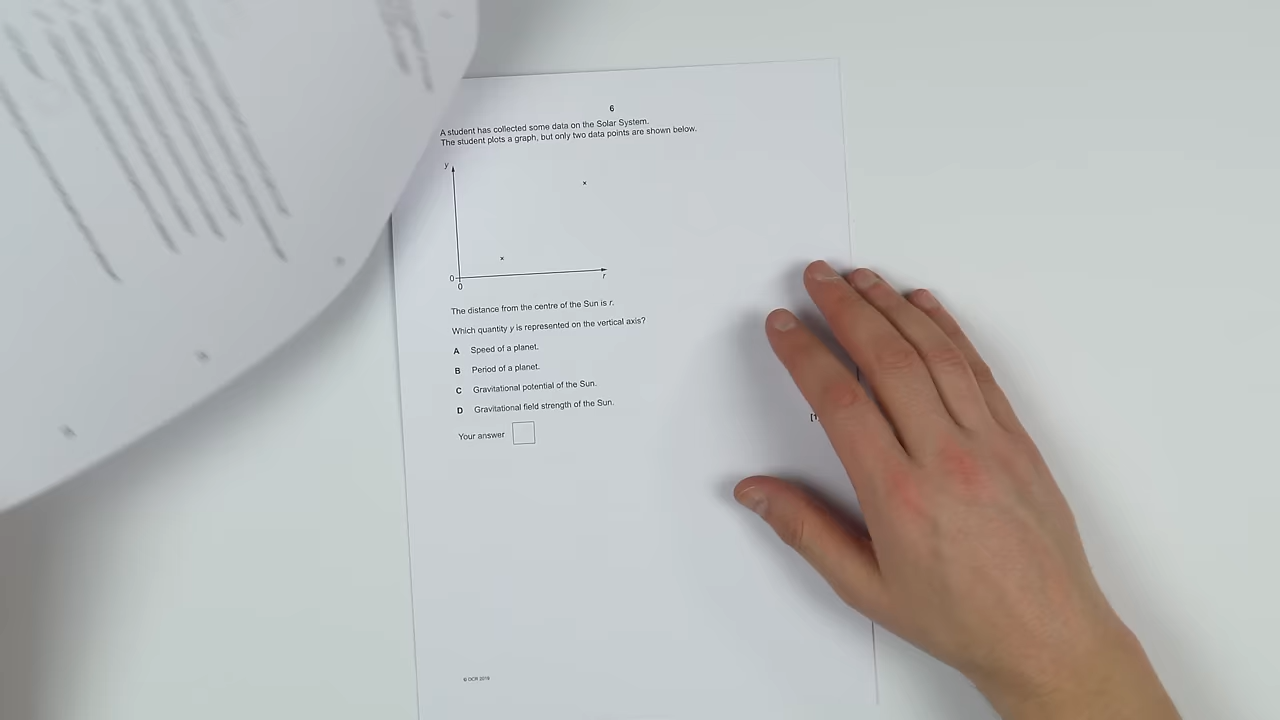 6
A student has collected some data on the Solar System.
The student plots a graph, but only two data points are shown below.
y
0
0
r
The distance from the centre of the Sun is r.
Which quantity y is represented on the vertical axis?
A Speed of a planet.
B Period of a planet.
C Gravitational potential of the Sun.
D Gravitational field strength of the Sun.
[1
Your answer
© OCR 2019